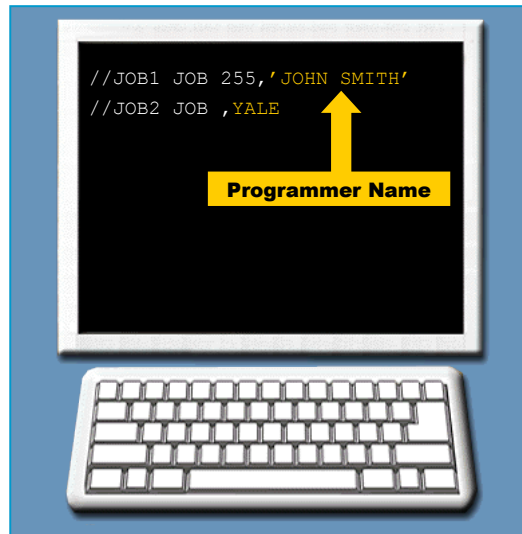 //JOB1 JOB 255,’JOHN SMITH’
//JOB2 JOB ,YALE
Programmer Name